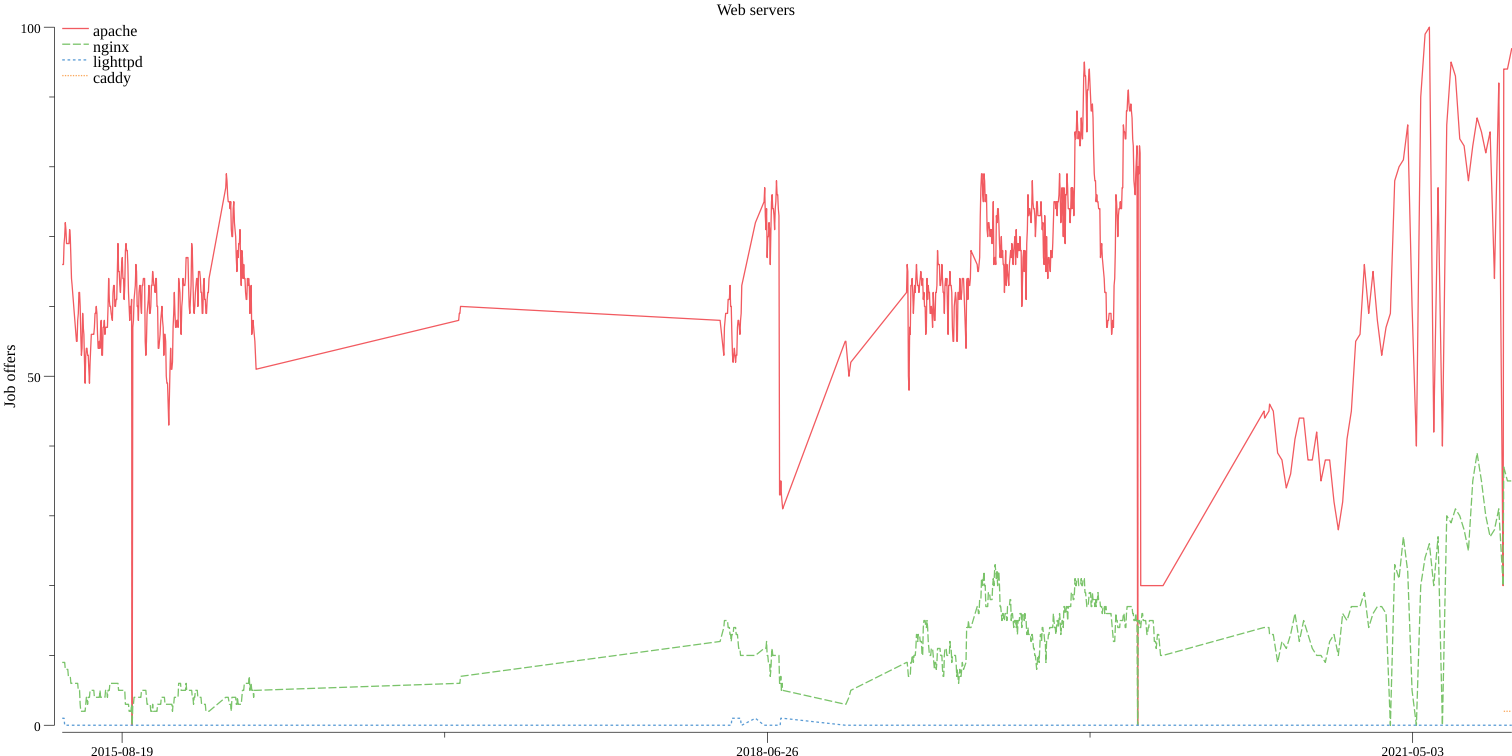 Web servers
100
apache
nginx
lighttpd
caddy
50
Job offers
0
2015-08-19
2018-06-26
2021-05-03